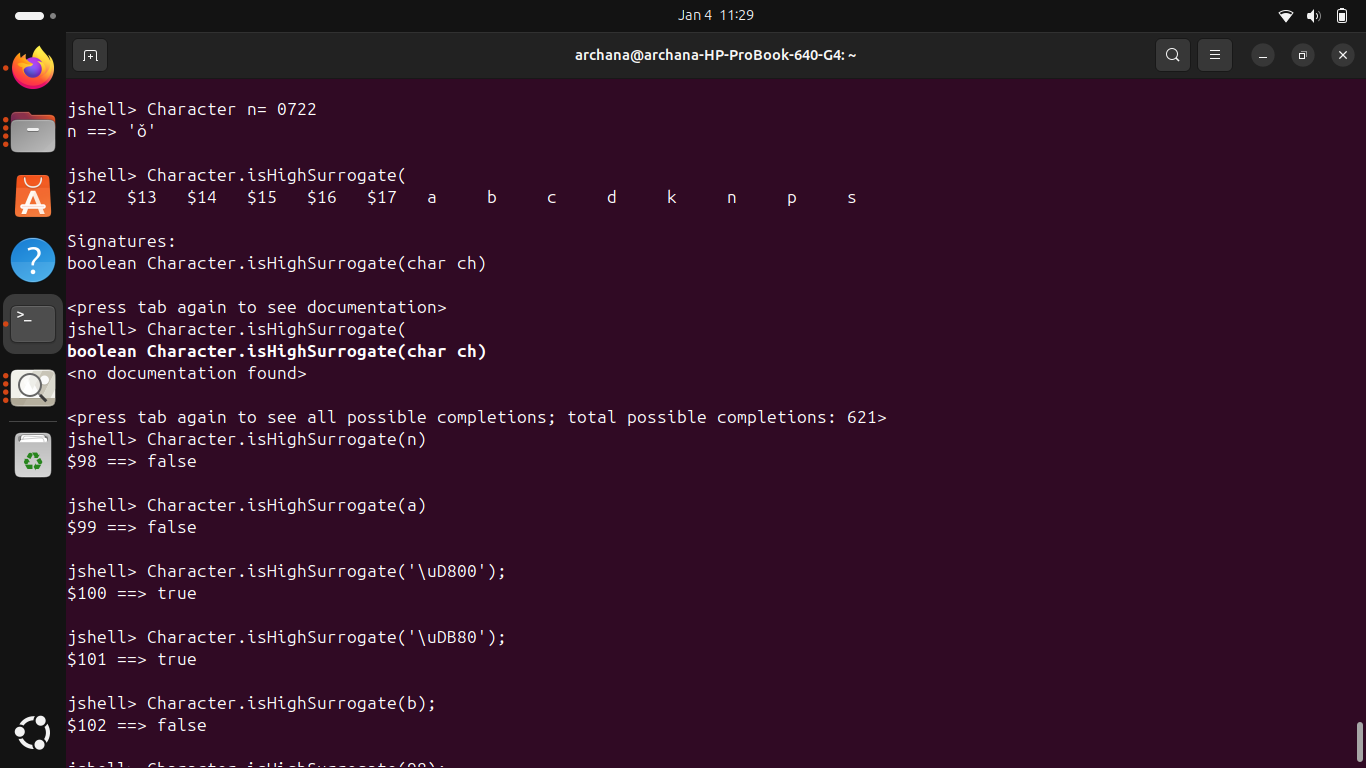 Jan 4 11:29
archana@archana-HP-ProBook-640-G4: ~
jshell> Character n= 0722
n ==> 'ǒ'
jshell> Character.isHighSurrogate(
$12 $13 $14 $15 $16 $17 a b c d k n p s
Signatures:
boolean Character.isHighSurrogate(char ch)
<press tab again to see documentation>
jshell> Character.isHighSurrogate(
boolean Character.isHighSurrogate(char ch)
<no documentation found>
<press tab again to see all possible completions; total possible completions: 621>
jshell> Character.isHighSurrogate(n)
$98 ==> false
jshell> Character.isHighSurrogate(a)
$99 ==> false
jshell> Character.isHighSurrogate('\uD800');
$100 ==> true
jshell> Character.isHighSurrogate('\uDB80');
$101 ==> true
jshell> Character.isHighSurrogate(b);
$102 ==> false
jshell> Character.isHighSurrogate(